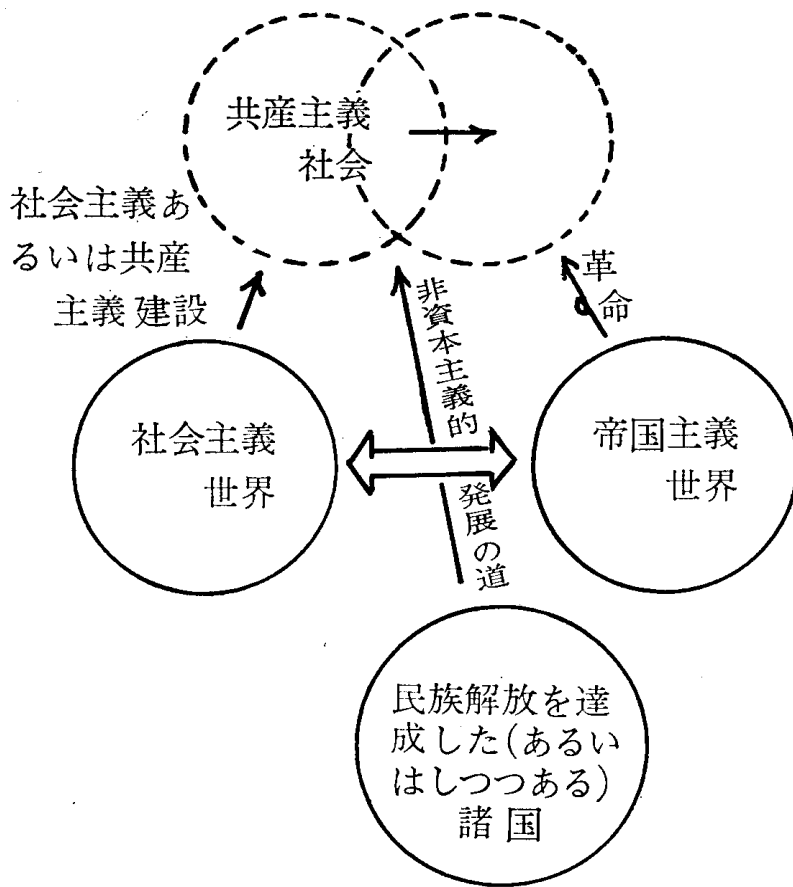 共産主義
社会
社会主義あ
るいは共産
主義建設
革命
非資本主義的
発展の道
社会主義
世界
帝国主義
世界
民族解放を達
成した(あるい
はしつつある)
諸国